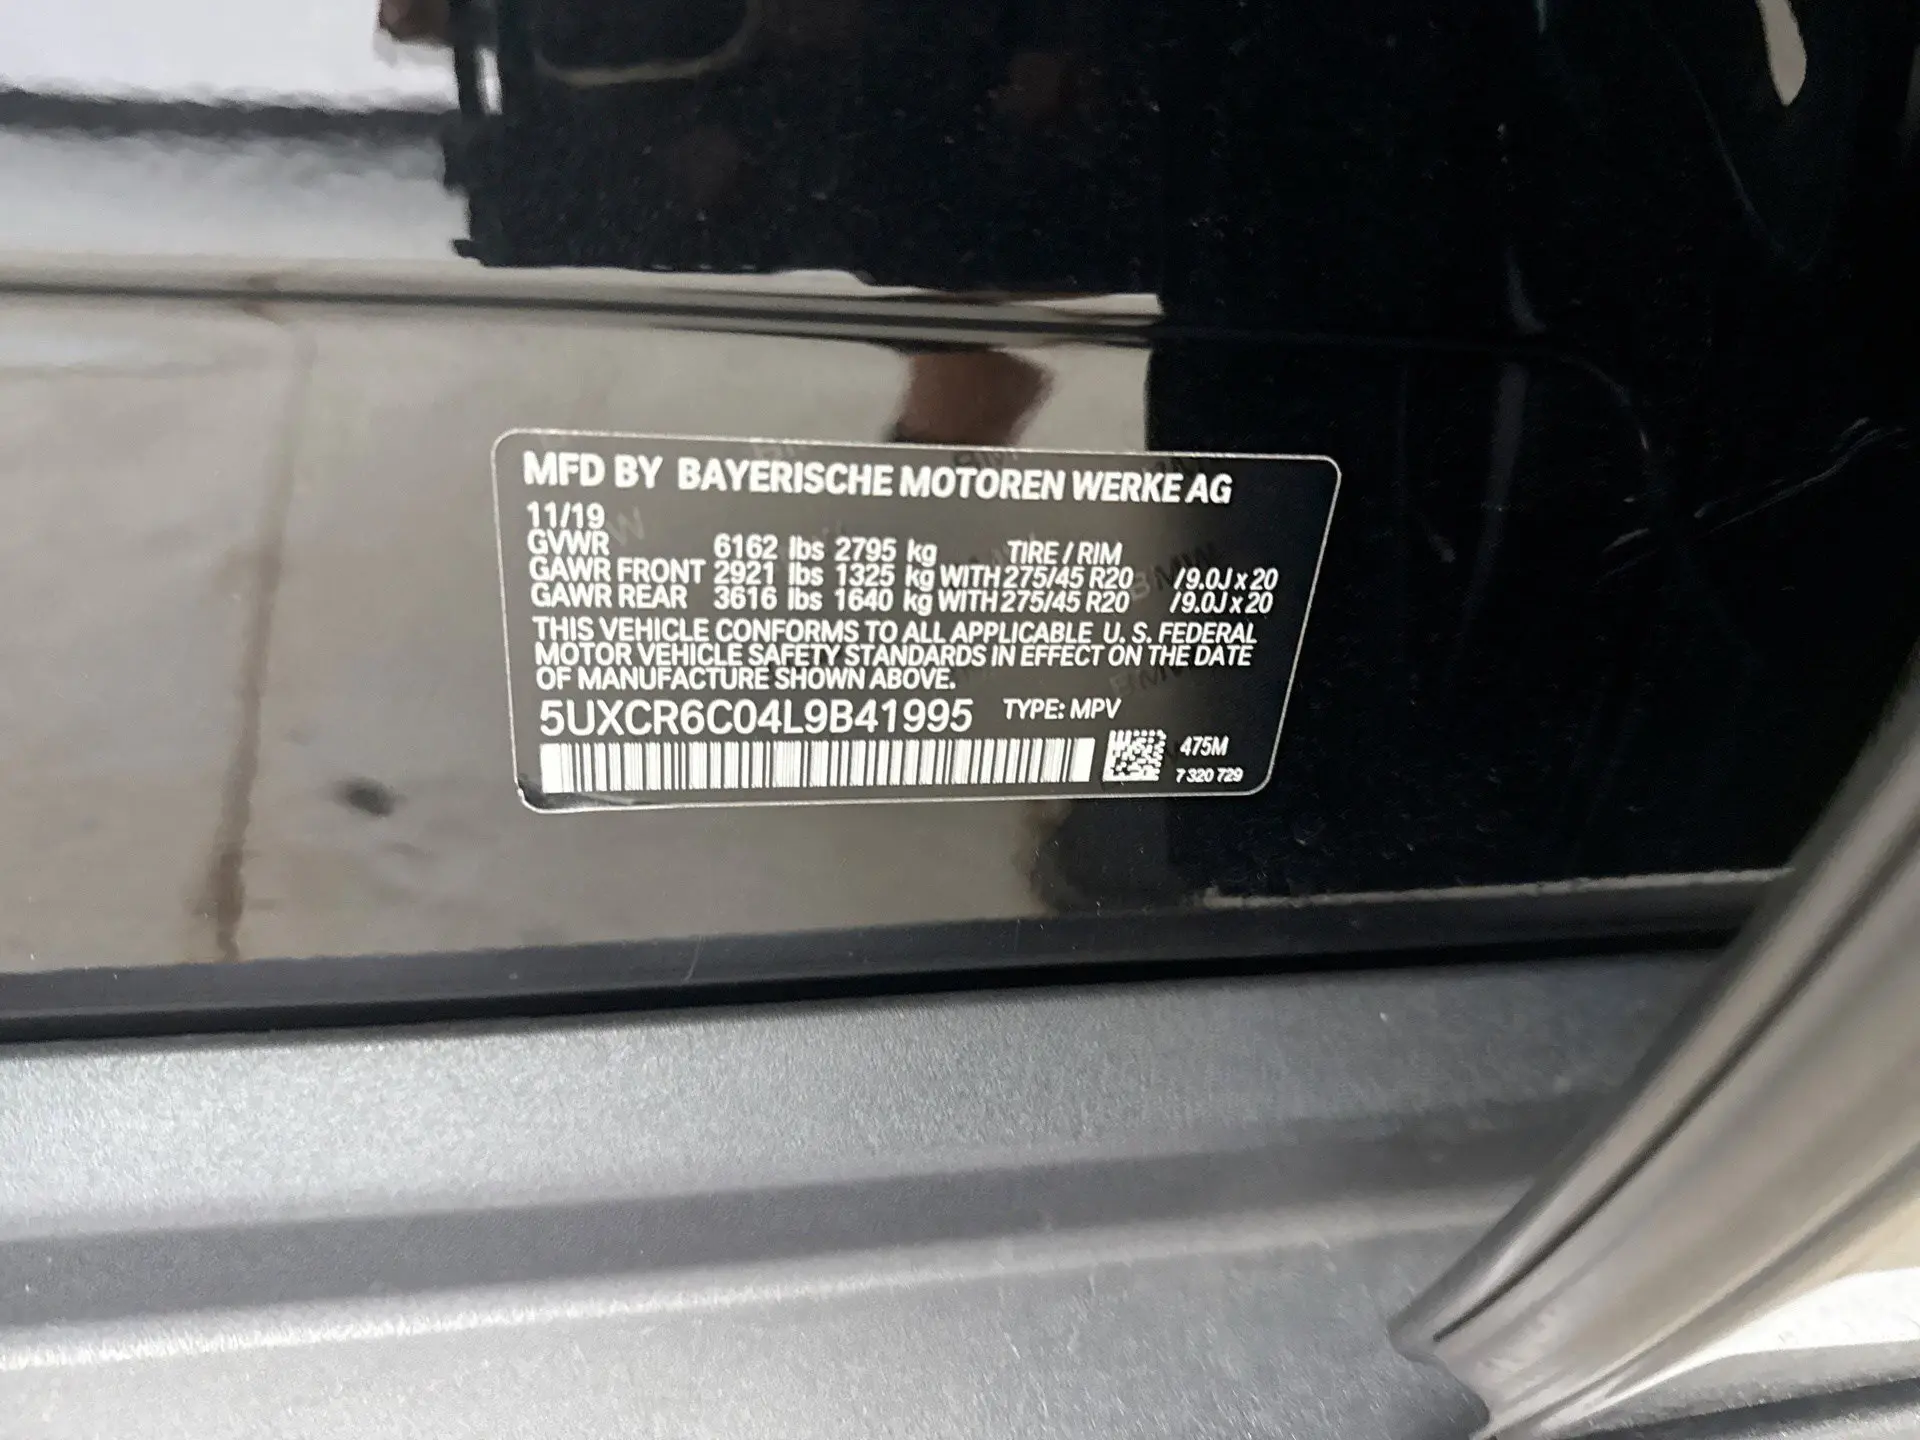 MFD BY BAYERISCHE MOTOREN WERKE AG
11/19
GVWR 6162 lbs 2795 kg TIRE / RIM
GAWR FRONT 2921 lbs 1325 kg WITH 275/45 R20 /9.0J x 20
GAWR REAR 3616 lbs 1640 kg WITH 275/45 R20 /9.0J x 20
THIS VEHICLE CONFORMS TO ALL APPLICABLE U. S. FEDERAL
MOTOR VEHICLE SAFETY STANDARDS IN EFFECT ON THE DATE
OF MANUFACTURE SHOWN ABOVE.
5UXCR6C04L9B41995 TYPE: MPV
475M
7 320 729